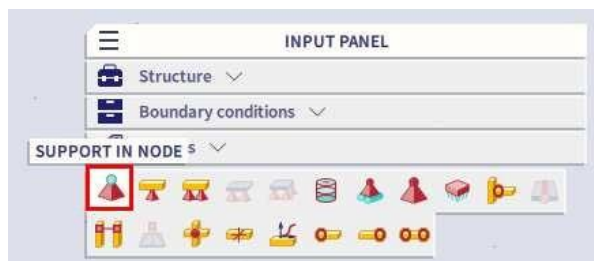 INPUT PANEL
Structure
Boundary conditions
SUPPORT IN NODE s